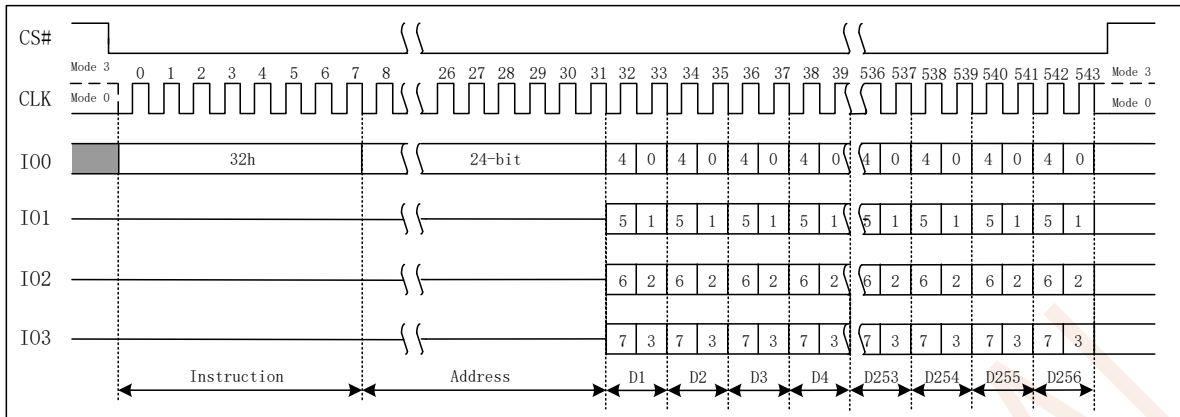 CS#
Mode 3 0 1 2 3 4 5 6 7 8 26 27 28 29 30 31 32 33 34 35 36 37 38 39 536 537 538 539 540 541 542 543 Mode 3
CLK Mode 0 Mode 0
IO0 32h 24-bit 4 0 4 0 4 0 4 0 4 0 4 0 4 0 4 0
IO1 5 1 5 1 5 1 5 1 5 1 5 1 5 1 5 1
IO2 6 2 6 2 6 2 6 2 6 2 6 2 6 2 6 2
IO3 7 3 7 3 7 3 7 3 7 3 7 3 7 3 7 3
Instruction Address D1 D2 D3 D4 D253 D254 D255 D256